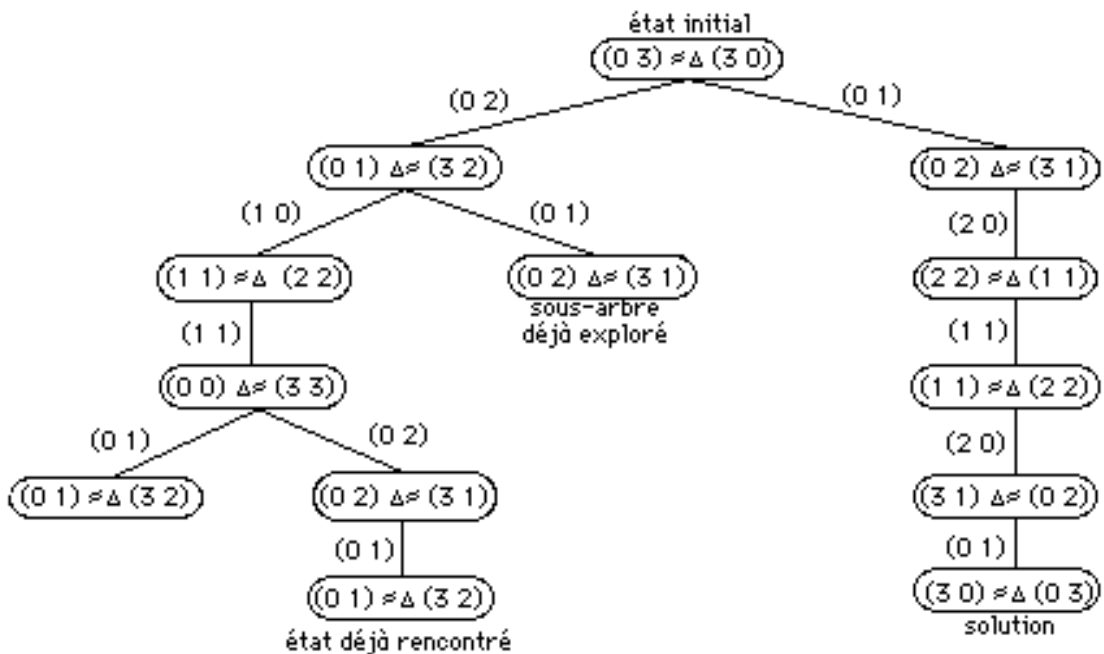 état initial
(0 3) ≉ Δ (3 0)
(0 2)
(0 1)
(0 1) Δ≉ (3 2)
(0 2) Δ≉ (3 1)
(1 0)
(0 1)
(2 0)
(1 1) ≉ Δ (2 2)
(0 2) Δ≉ (3 1)
(2 2) ≉ Δ (1 1)
sous-arbre
déjà exploré
(1 1)
(1 1)
(0 0) Δ≉ (3 3)
(1 1) ≉ Δ (2 2)
(0 1)
(0 2)
(2 0)
(0 1) ≉ Δ (3 2)
(0 2) Δ≉ (3 1)
(3 1) Δ≉ (0 2)
(0 1)
(0 1)
(0 1) ≉ Δ (3 2)
(3 0) ≉ Δ (0 3)
état déjà rencontré
solution